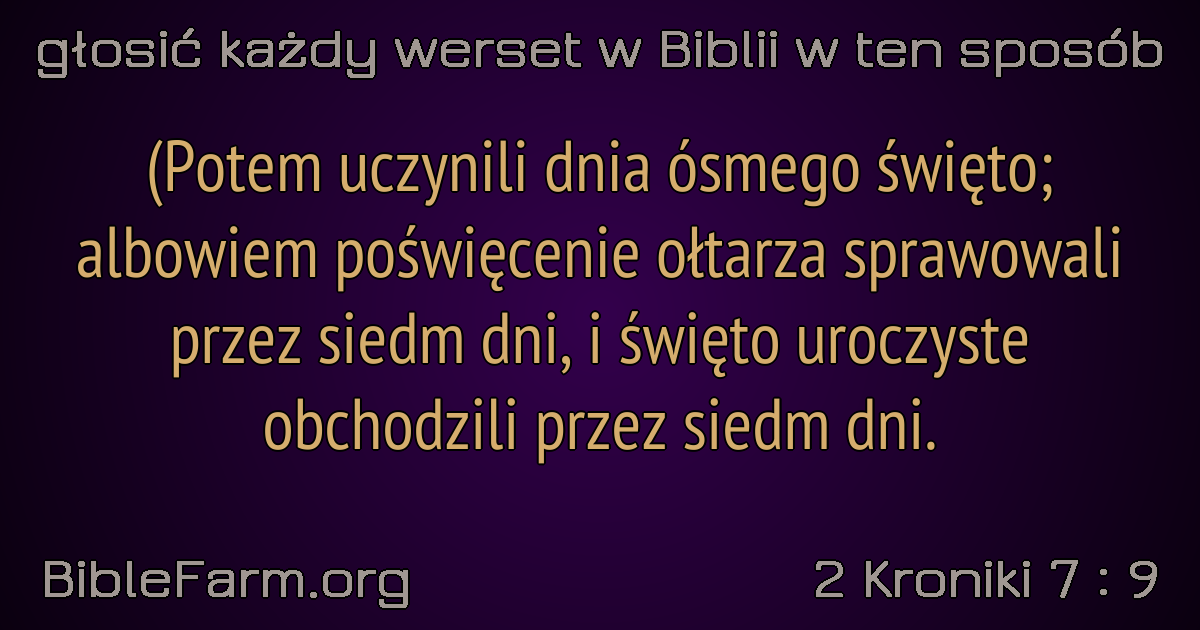 głosić każdy werset w Biblii w ten sposób
(Potem uczynili dnia ósmego święto;
albowiem poświęcenie ołtarza sprawowali
przez siedm dni, i święto uroczyste
obchodzili przez siedm dni.
BibleFarm.org
2 Kroniki 7 : 9